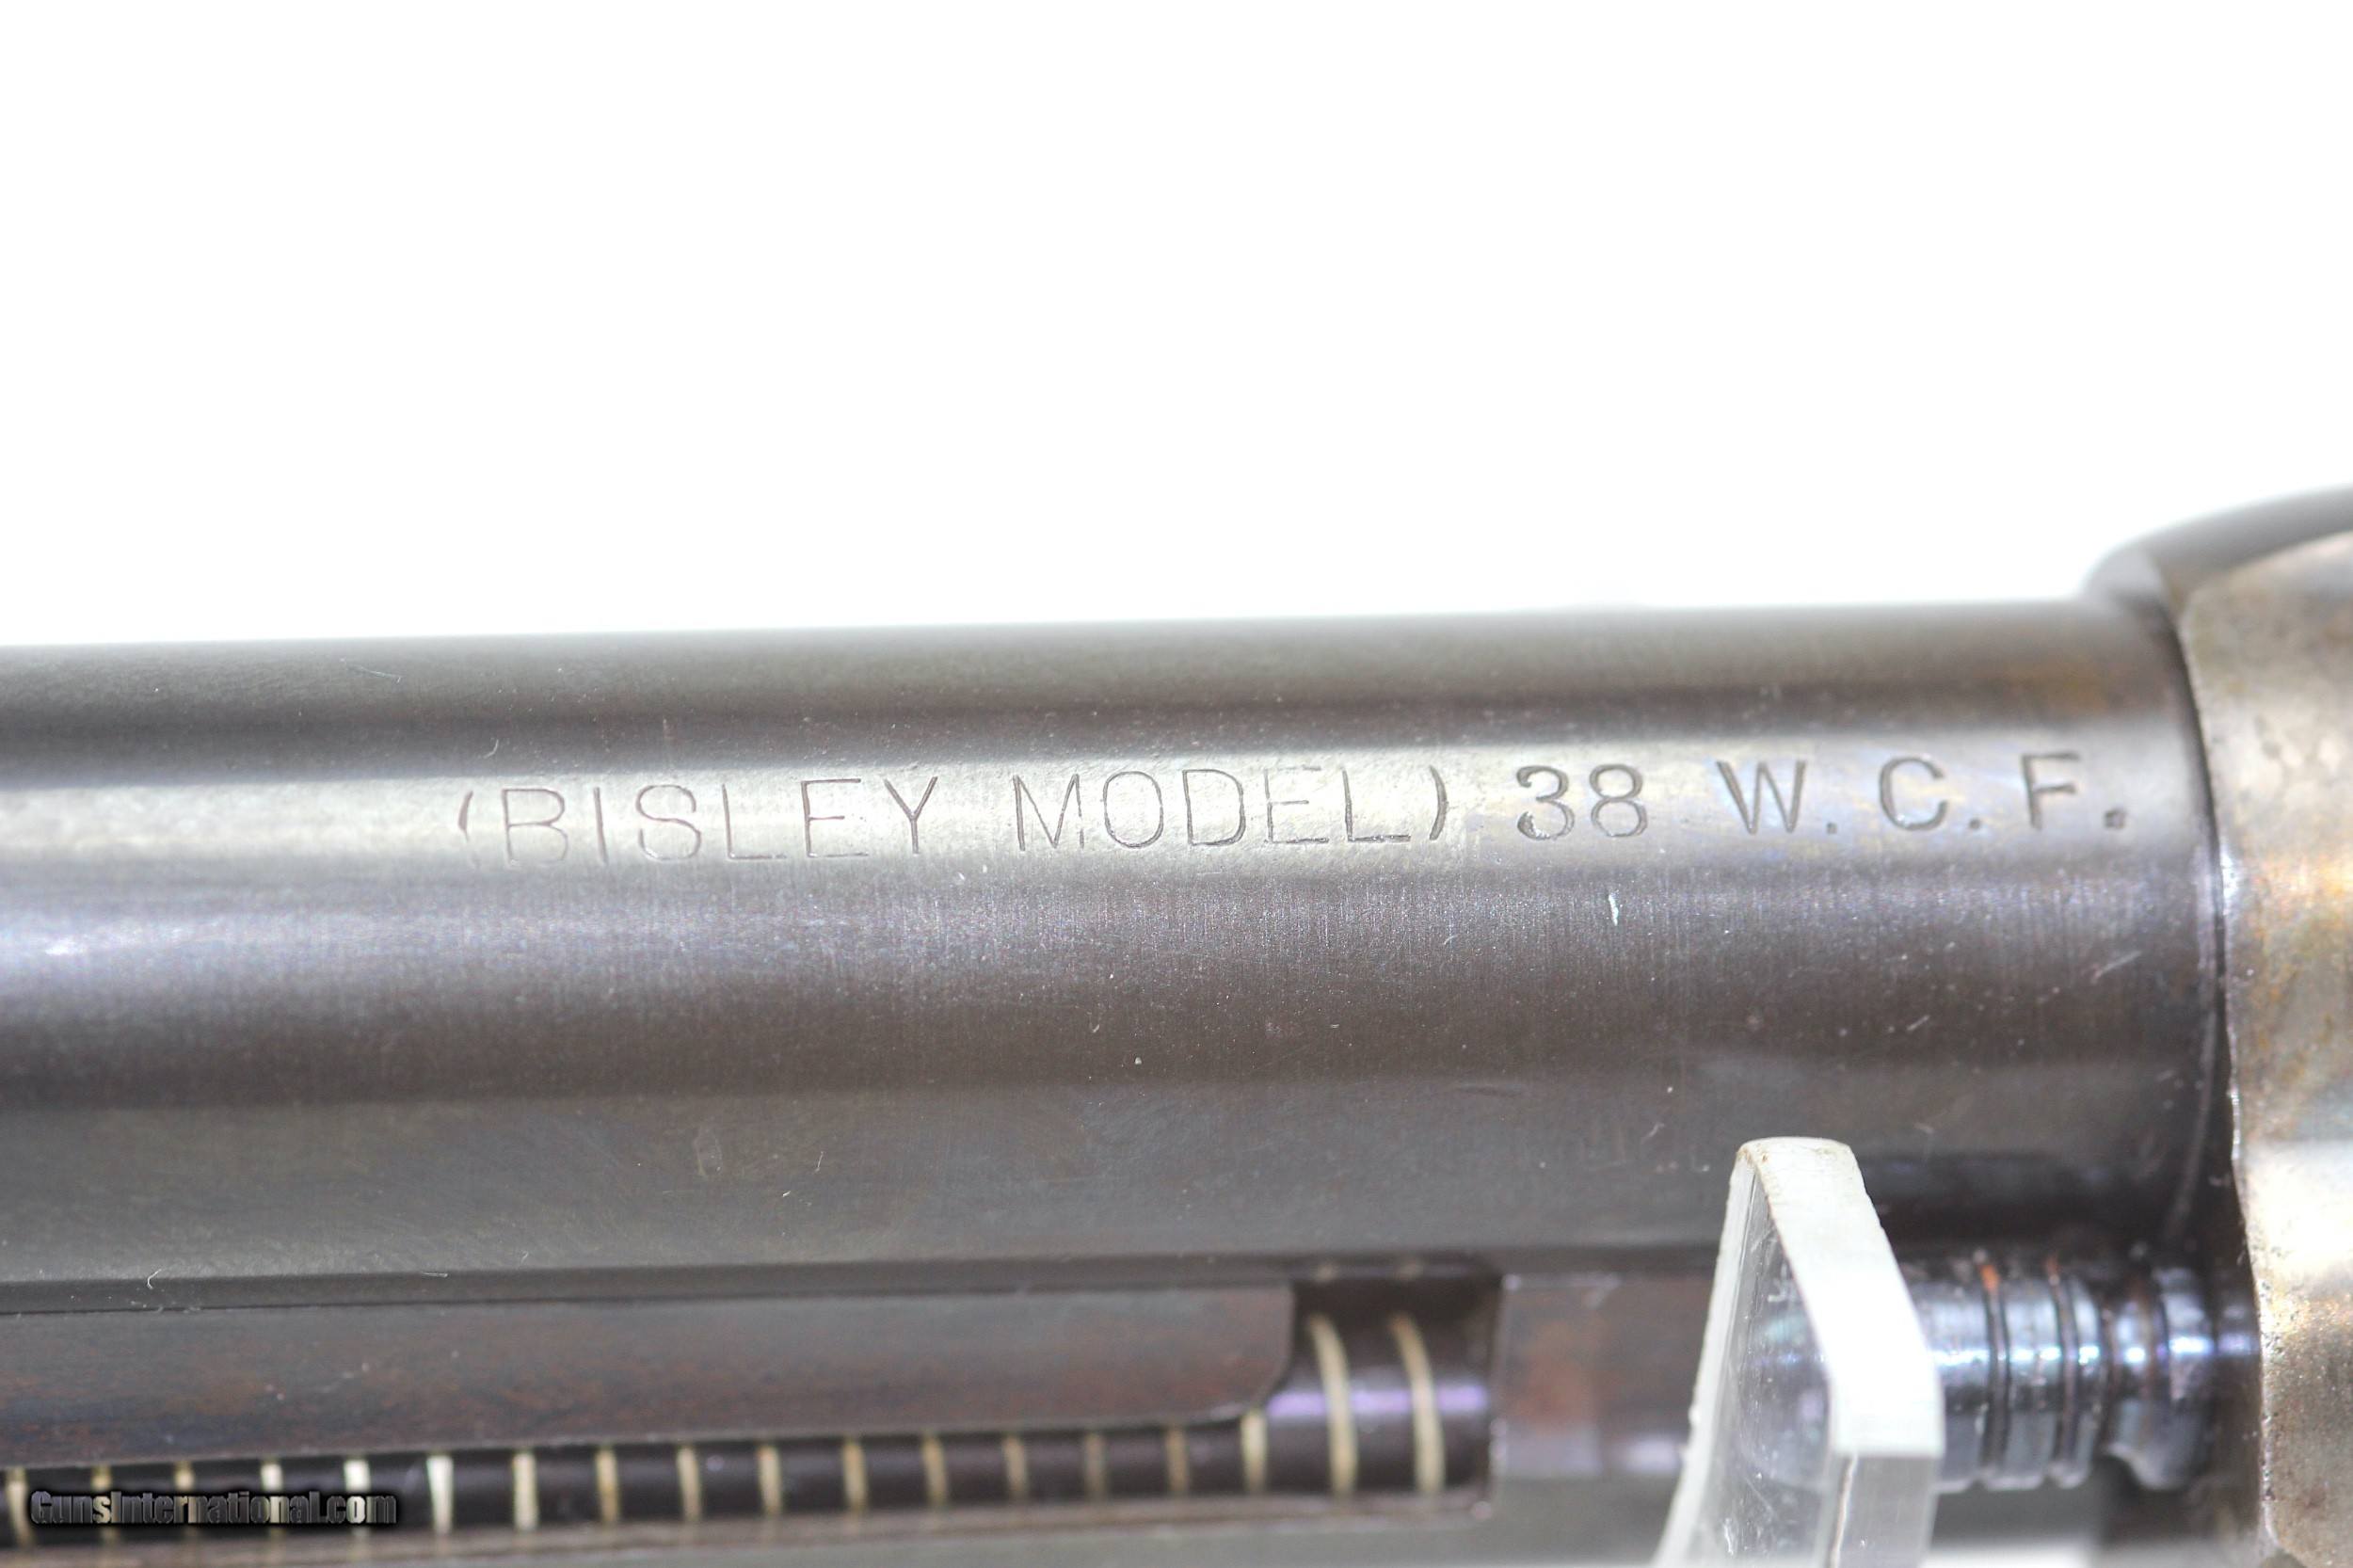 (BISLEY MODEL) 38 W.C.F.
GunsInternational.com